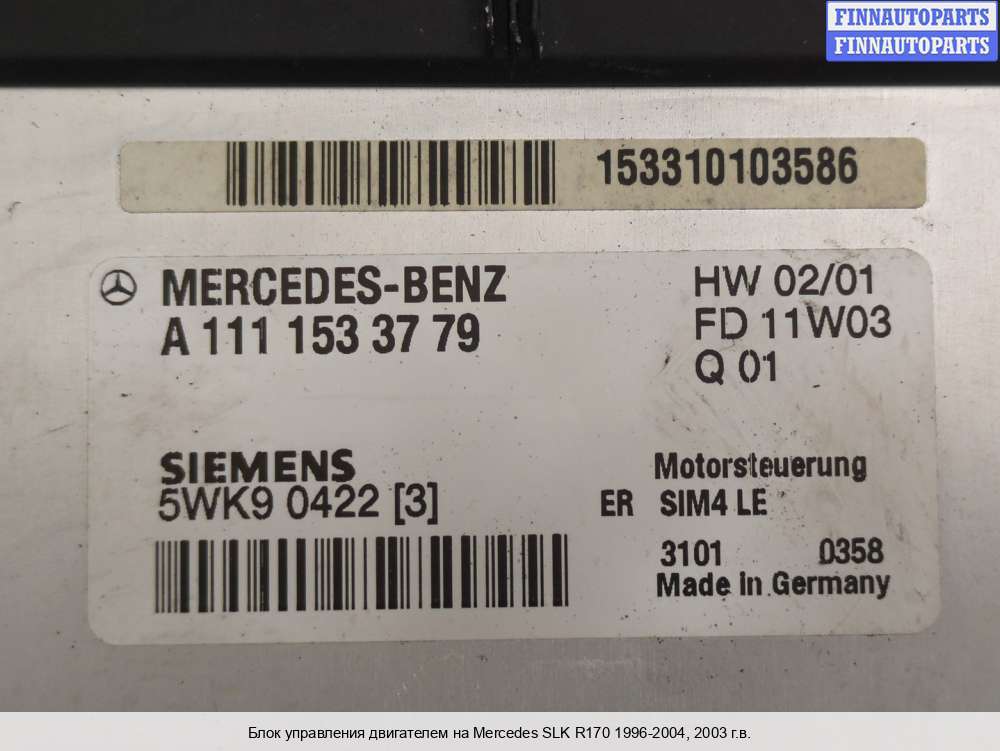 FINNAUTOPARTS
FINNAUTOPARTS
153310103586
MERCEDES-BENZ
A 111 153 37 79
HW 02/01
FD 11W03
Q 01
SIEMENS
5WK9 0422 [3]
Motorsteuerung
ER SIM4 LE
3101 0358
Made in Germany
Блок управления двигателем на Mercedes SLK R170 1996-2004, 2003 г.в.